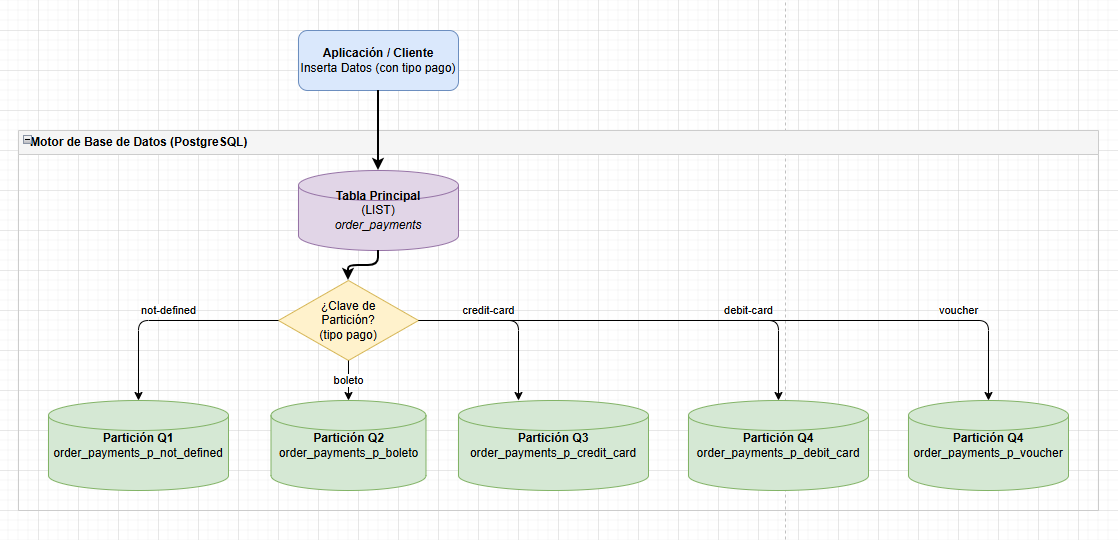 Aplicación / Cliente
Inserta Datos (con tipo pago)
Motor de Base de Datos (PostgreSQL)
Tabla Principal
(LIST)
order_payments
¿Clave de
Partición?
(tipo pago)
not-defined
credit-card
debit-card
voucher
boleto
Partición Q1
order_payments_p_not_defined
Partición Q2
order_payments_p_boleto
Partición Q3
order_payments_p_credit_card
Partición Q4
order_payments_p_debit_card
Partición Q4
order_payments_p_voucher